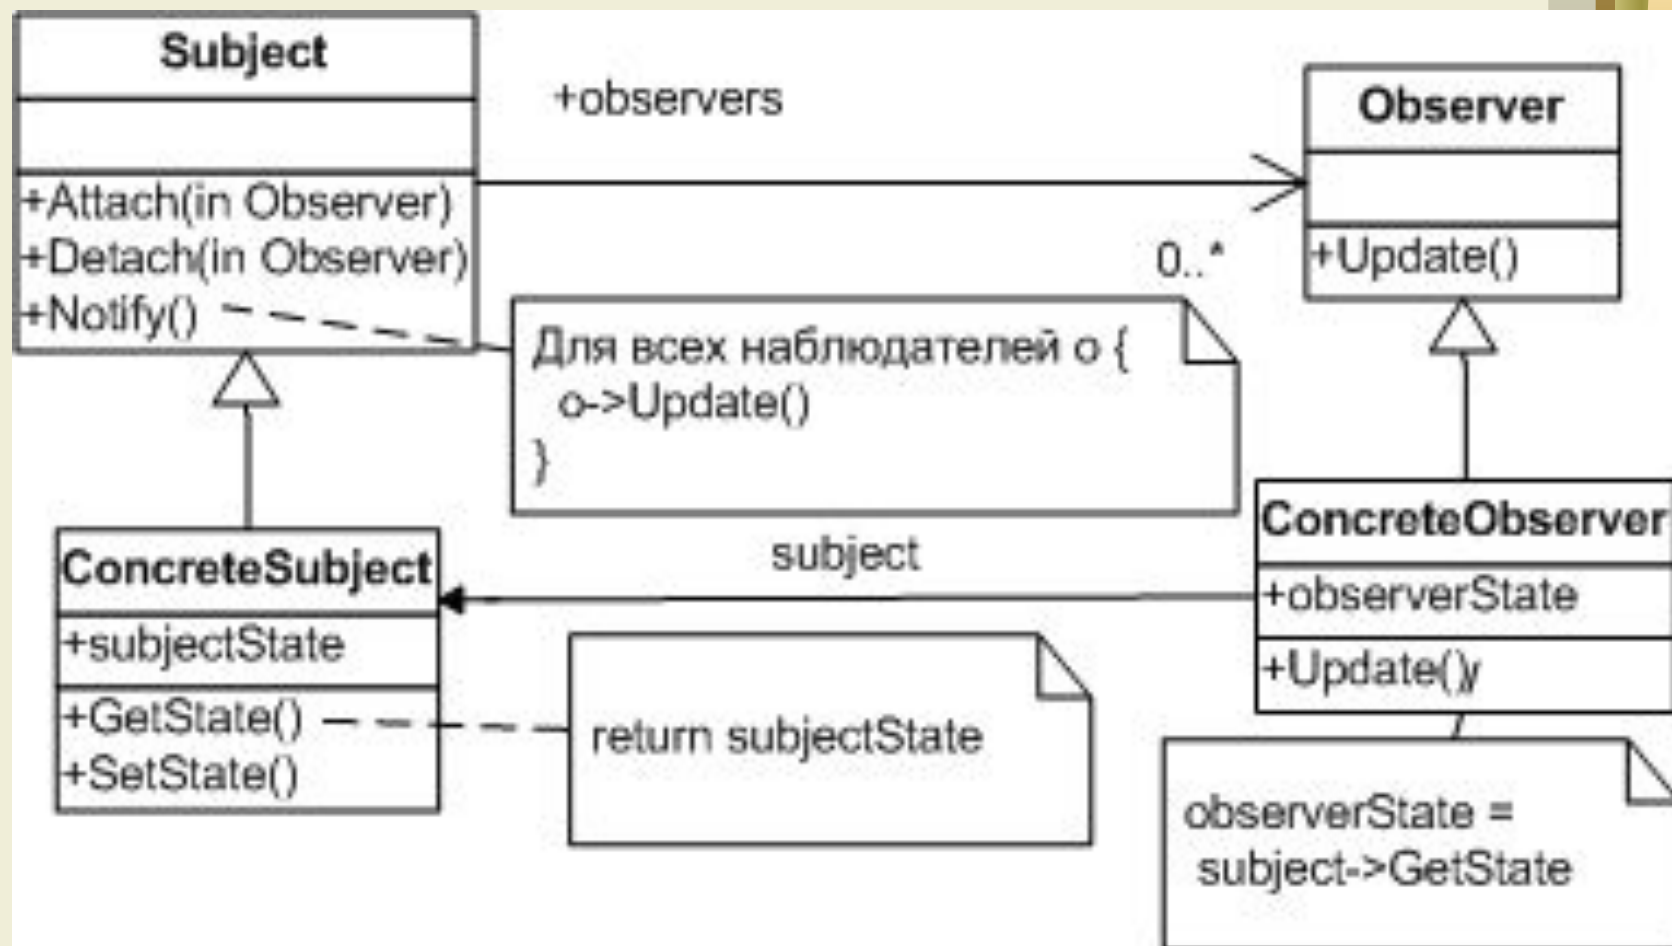 Subject
+Attach(in Observer)
+Detach(in Observer)
+Notify()
+observers
0..*
Observer
+Update()
Для всех наблюдателей o {
o->Update()
}
ConcreteSubject
+subjectState
+GetState()
+SetState()
subject
ConcreteObserver
+observerState
+Update()
return subjectState
observerState =
subject->GetState